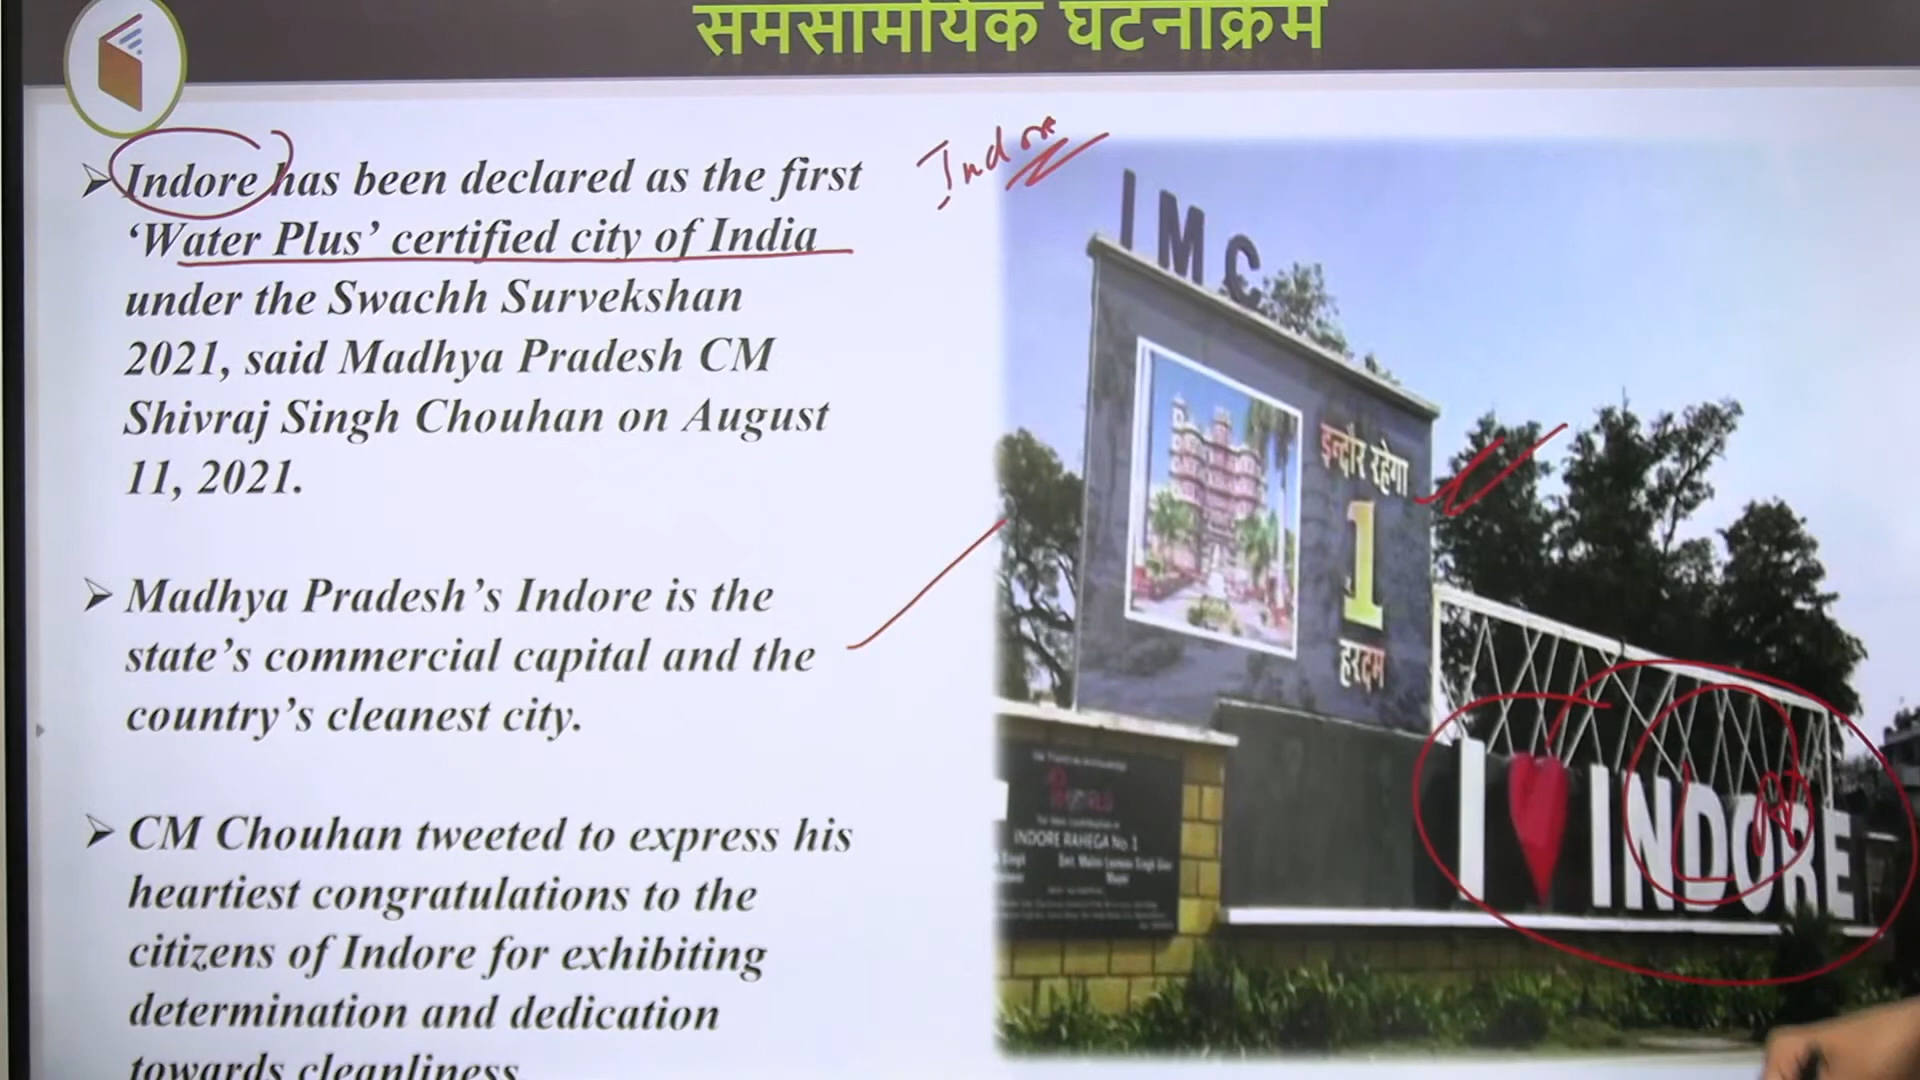 समसामयिक घटनाक्रम
Indore has been declared as the first
‘Water Plus’ certified city of India
under the Swachh Survekshan
2021, said Madhya Pradesh CM
Shivraj Singh Chouhan on August
11, 2021.
Madhya Pradesh’s Indore is the
state’s commercial capital and the
country’s cleanest city.
CM Chouhan tweeted to express his
heartiest congratulations to the
citizens of Indore for exhibiting
determination and dedication
towards cleanliness.
Indore
IMC
इन्दौर रहेगा
1
हरदम
INDORE RAHEGA No. 1
I ♥ INDORE